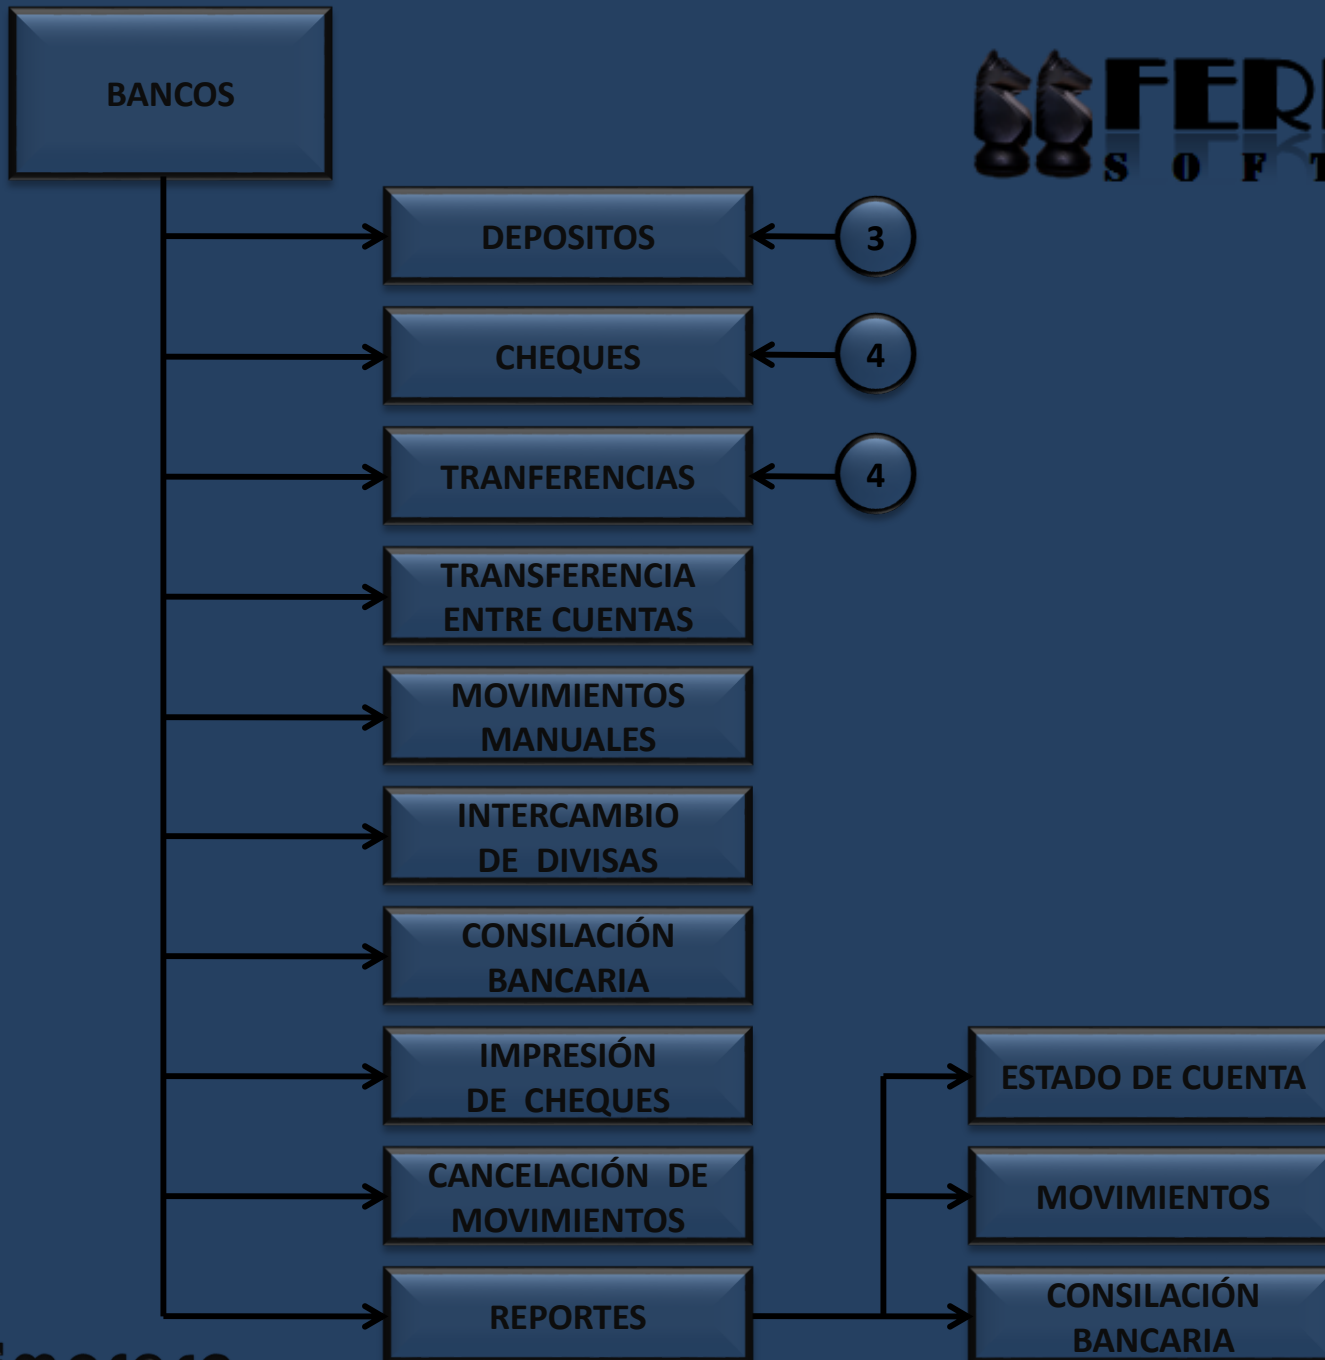 BANCOS
SOFT
DEPOSITOS
3
CHEQUES
4
TRANFERENCIAS
4
TRANSFERENCIA
ENTRE CUENTAS
MOVIMIENTOS
MANUALES
INTERCAMBIO
DE DIVISAS
CONSILACIÓN
BANCARIA
IMPRESIÓN
DE CHEQUES
ESTADO DE CUENTA
CANCELACIÓN DE
MOVIMIENTOS
MOVIMIENTOS
REPORTES
CONSILACIÓN
BANCARIA